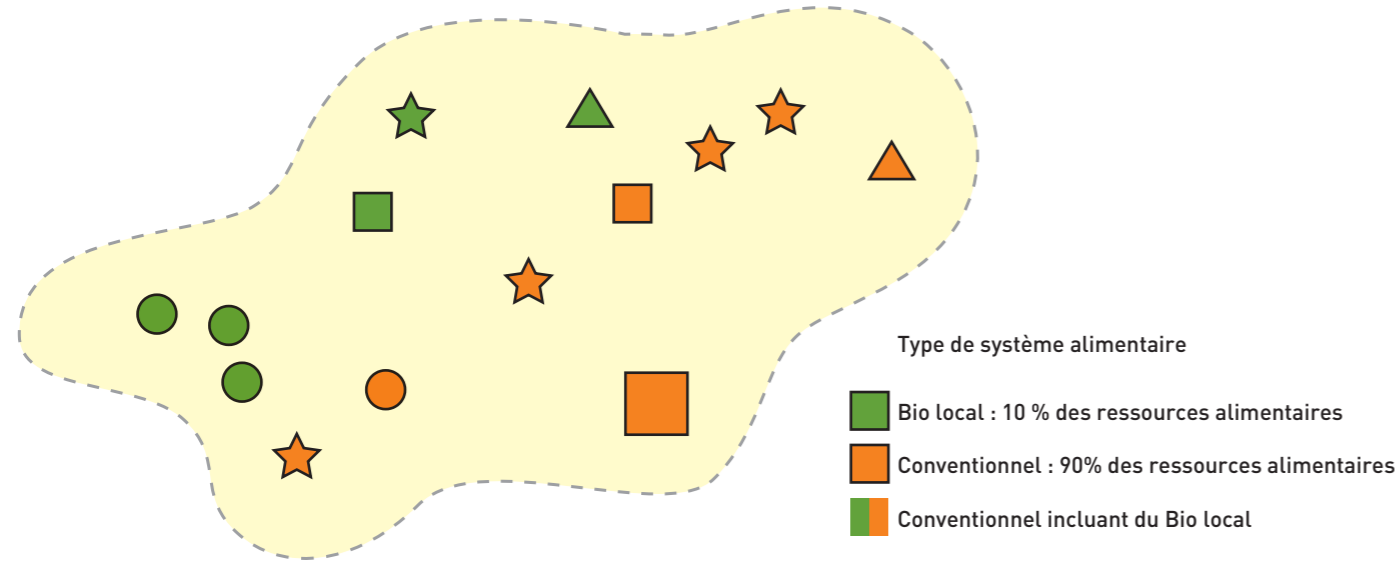 Type de système alimentaire
Bio local : 10 % des ressources alimentaires
Conventionnel : 90% des ressources alimentaires
Conventionnel incluant du Bio local